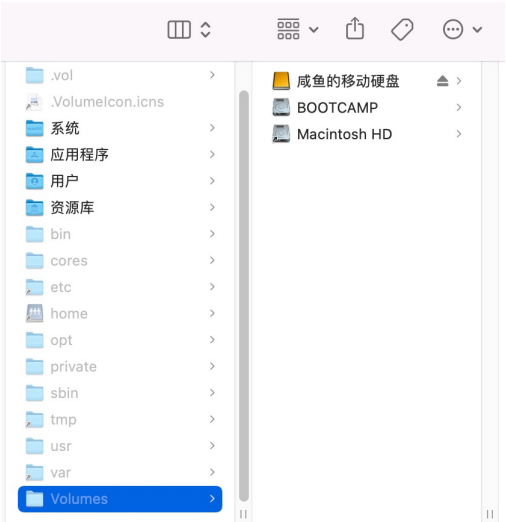 .vol
.VolumeIcon.icns
系统
应用程序
用户
资源库
bin
cores
etc
home
opt
private
sbin
tmp
usr
var
Volumes
咸鱼的移动硬盘
BOOTCAMP
Macintosh HD